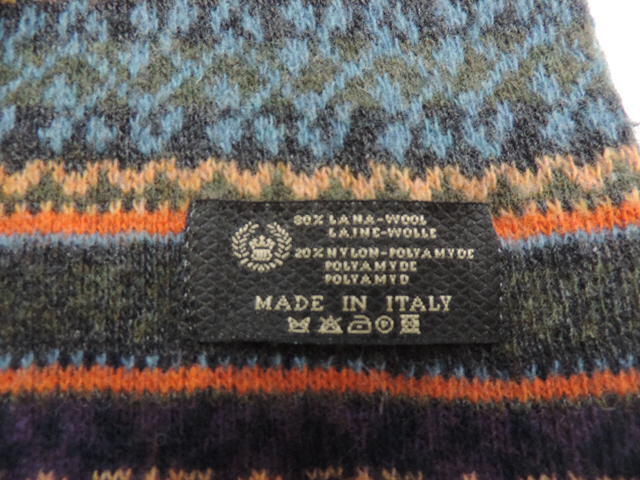 80% LANA-WOOL
LAINE-WOLLE
20% NYLON-POLYAMYDE
POLYAMYDE
POLYAMYD
MADE IN ITALY